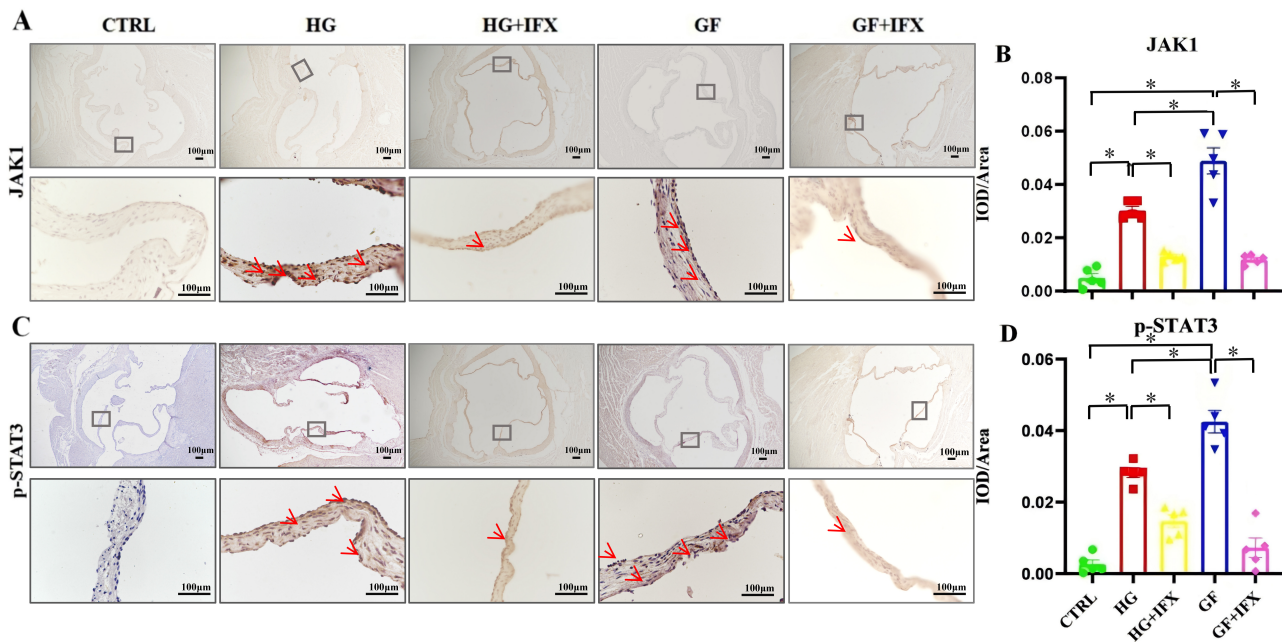 A
CTRL HG HG+IFX GF GF+IFX
JAK1
100μm 100μm 100μm 100μm 100μm
100μm 100μm 100μm 100μm 100μm
B
JAK1
IOD/Area
0.08
0.06
0.04
0.02
0.00
* *
*
* *
C
p-STAT3
100μm 100μm 100μm 100μm 100μm
100μm 100μm 100μm 100μm 100μm
D
p-STAT3
IOD/Area
0.06
0.04
0.02
0.00
*
* *
* *
CTRL HG HG+IFX GF GF+IFX